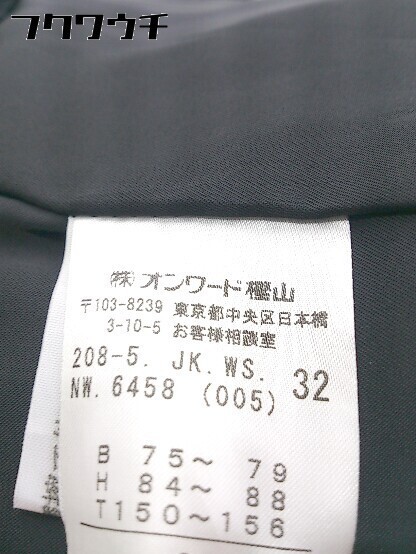 フクワウチ
(株)オンワード樫山
〒103-8239 東京都中央区日本橋
3-10-5 お客様相談室
208-5. JK. WS. 32
NW. 6458 (005)
B 75～ 79
H 84～ 88
T150～156